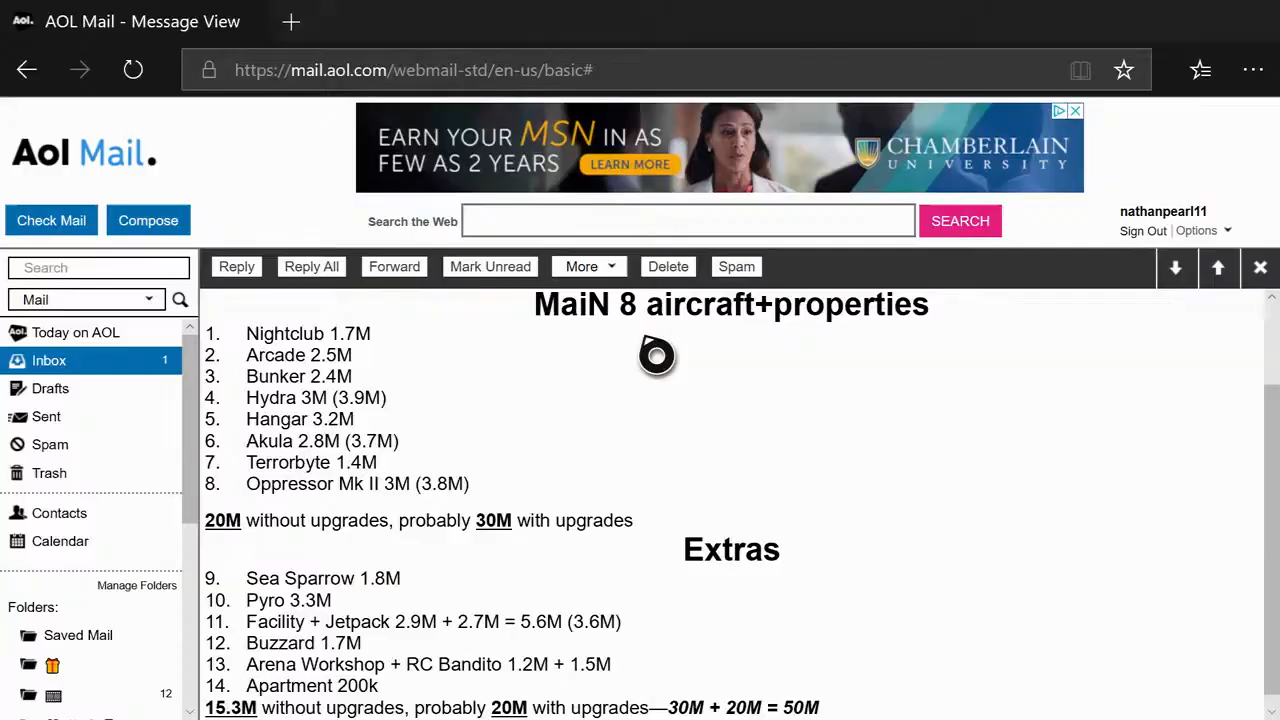 Aol. AOL Mail - Message View
https://mail.aol.com/webmail-std/en-us/basic#
Aol Mail.
EARN YOUR MSN IN AS
FEW AS 2 YEARS LEARN MORE
CHAMBERLAIN
UNIVERSITY
Check Mail Compose
Search the Web
SEARCH
nathanpearl11
Sign Out | Options
Search
Mail
Reply Reply All Forward Mark Unread More Delete Spam
Aol. Today on AOL
Inbox 1
Drafts
Sent
Spam
Trash
Contacts
Calendar
Manage Folders
Folders:
Saved Mail
12
MaiN 8 aircraft+properties
1. Nightclub 1.7M
2. Arcade 2.5M
3. Bunker 2.4M
4. Hydra 3M (3.9M)
5. Hangar 3.2M
6. Akula 2.8M (3.7M)
7. Terrorbyte 1.4M
8. Oppressor Mk II 3M (3.8M)
20M without upgrades, probably 30M with upgrades
Extras
9. Sea Sparrow 1.8M
10. Pyro 3.3M
11. Facility + Jetpack 2.9M + 2.7M = 5.6M (3.6M)
12. Buzzard 1.7M
13. Arena Workshop + RC Bandito 1.2M + 1.5M
14. Apartment 200k
15.3M without upgrades, probably 20M with upgrades—30M + 20M = 50M